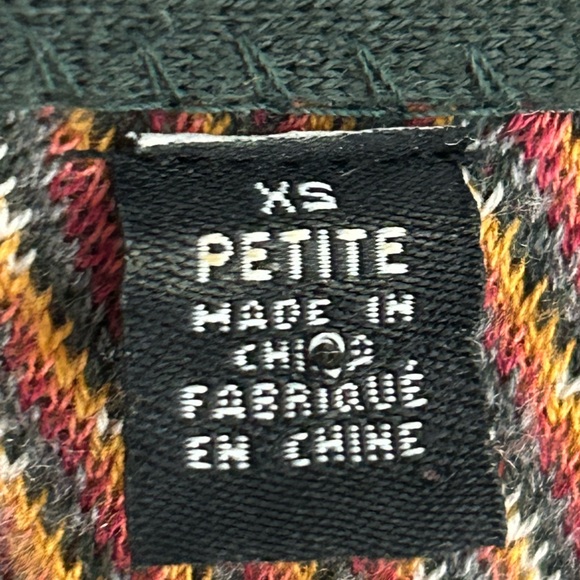 XS
PETITE
MADE IN
CHINA
FABRIQUÉ
EN CHINE